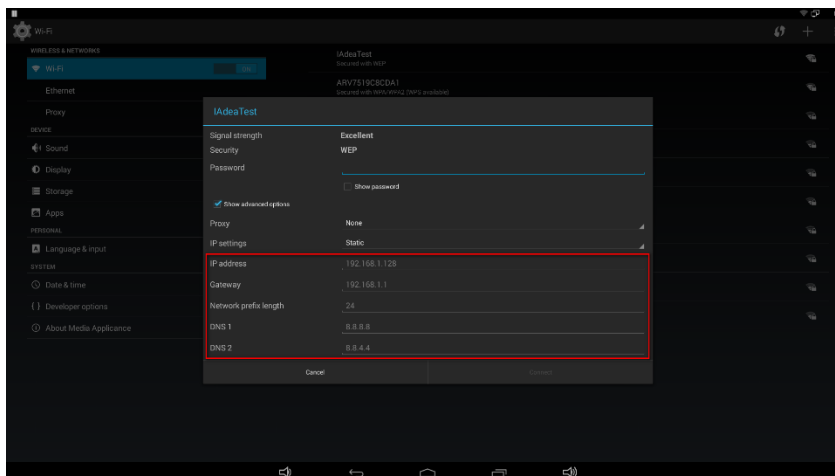 Wi-Fi
WIRELESS & NETWORKS
Wi-Fi
ON
Ethernet
Proxy
DEVICE
Sound
Display
Storage
Apps
PERSONAL
Language & input
SYSTEM
Date & time
Developer options
About Media Applicance
IAdeaTest
Secured with WEP
ARV7519C8CDA1
Secured with WPA/WPA2 (WPS available)
IAdeaTest
Signal strength
Excellent
Security
WEP
Password
Show password
Show advanced options
Proxy
None
IP settings
Static
IP address
192.168.1.128
Gateway
192.168.1.1
Network prefix length
24
DNS 1
8.8.8.8
DNS 2
8.8.4.4
Cancel
Connect